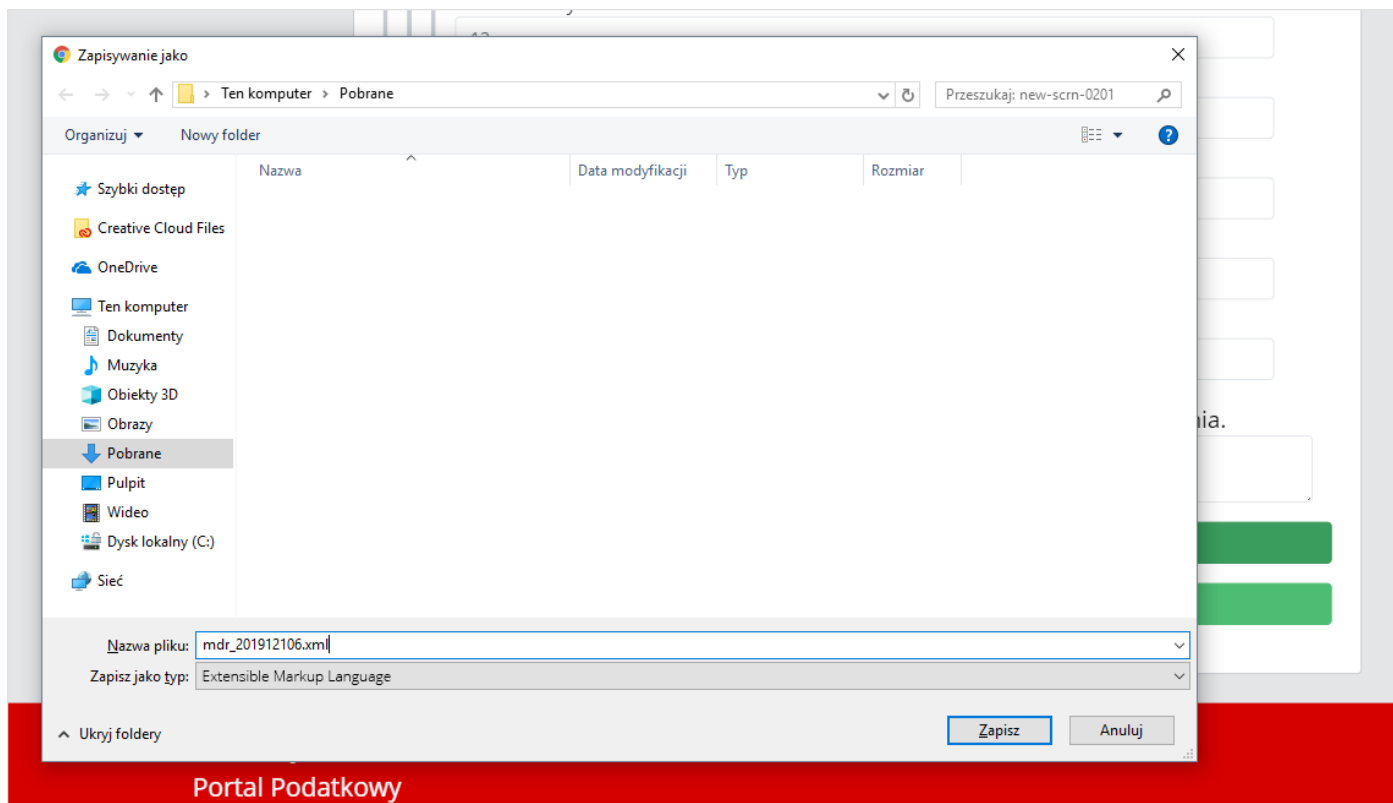 Zapisywanie jako
Ten komputer › Pobrane
Przeszukaj: new-scrn-0201
Organizuj
Nowy folder
Nazwa
Data modyfikacji
Typ
Rozmiar
Szybki dostęp
Creative Cloud Files
OneDrive
Ten komputer
Dokumenty
Muzyka
Obiekty 3D
Obrazy
Pobrane
Pulpit
Wideo
Dysk lokalny (C:)
Sieć
Nazwa pliku: mdr_201912106.xml
Zapisz jako typ: Extensible Markup Language
Ukryj foldery
Zapisz
Anuluj
Portal Podatkowy